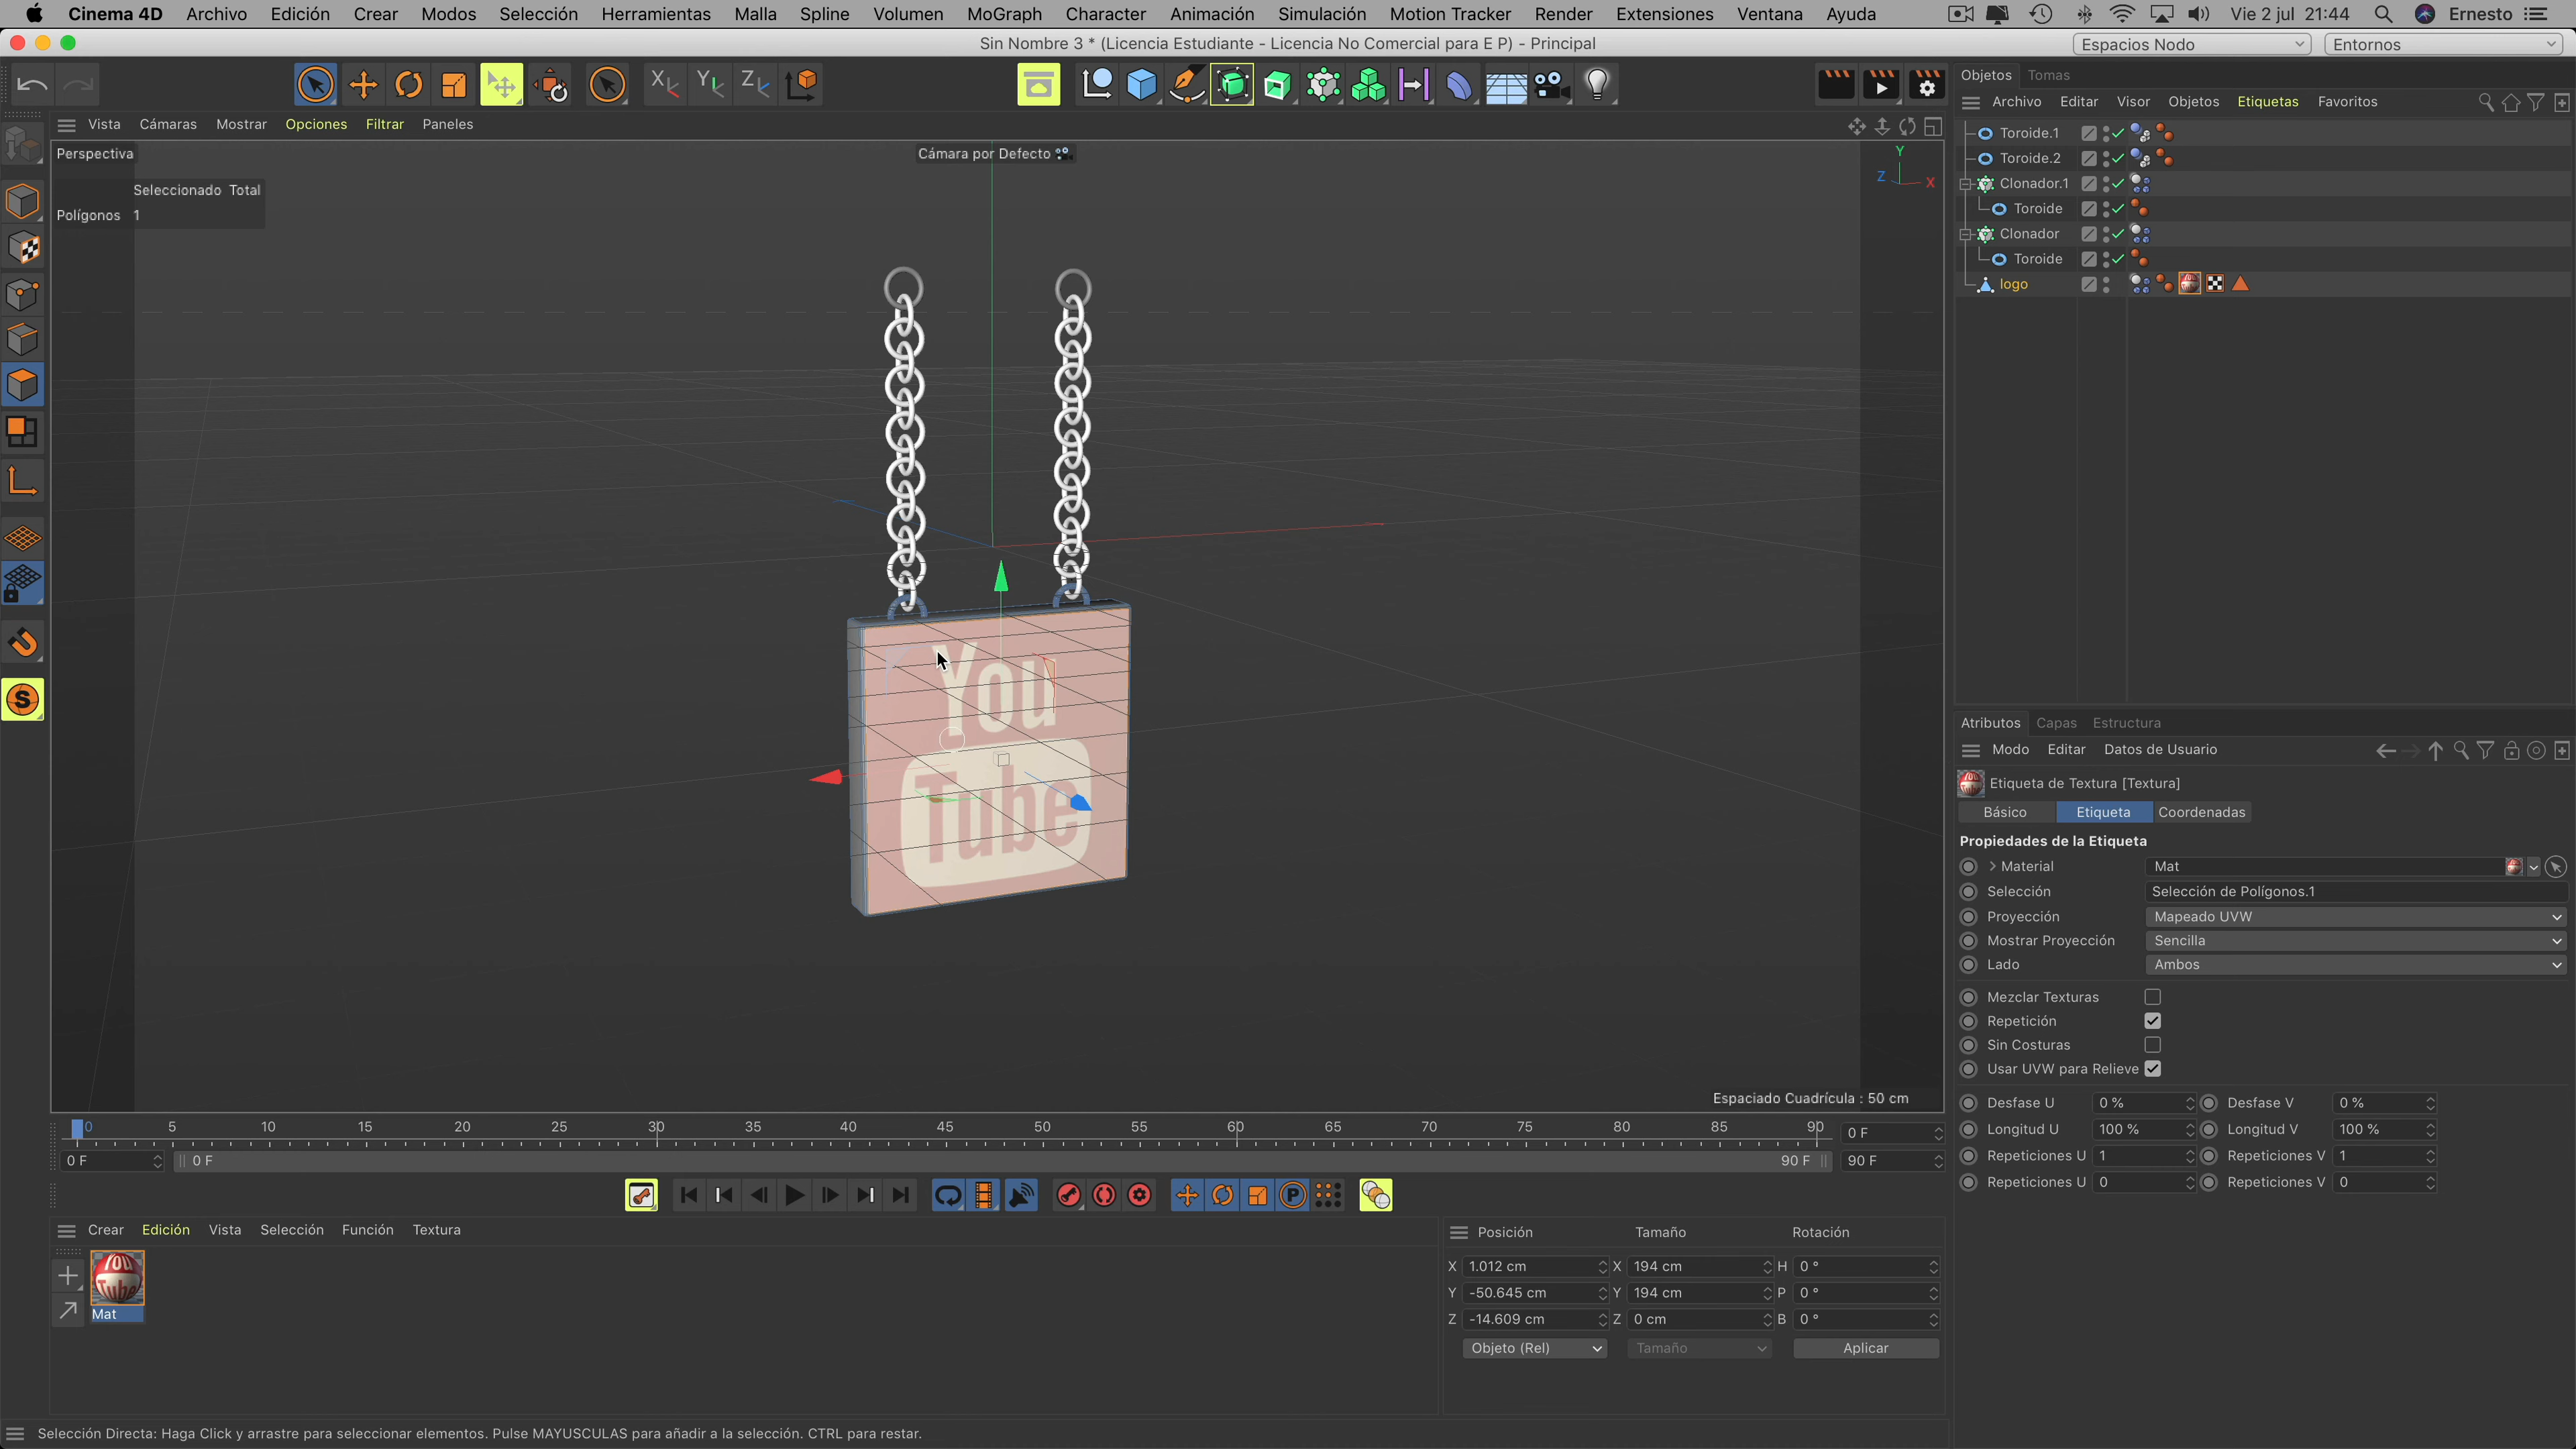 Cinema 4D Archivo Edición Crear Modos Selección Herramientas Malla Spline Volumen MoGraph Character Animación Simulación Motion Tracker Render Extensiones Ventana Ayuda Vie 2 jul 21:44 Ernesto
Sin Nombre 3 * (Licencia Estudiante - Licencia No Comercial para E P) - Principal
Espacios Nodo Entornos
Objetos Tomas
Archivo Editar Visor Objetos Etiquetas Favoritos
Vista Cámaras Mostrar Opciones Filtrar Paneles
Perspectiva Cámara por Defecto
Y
Z X
Seleccionado Total
Polígonos 1
Toroide.1
Toroide.2
Clonador.1
Toroide
Clonador
Toroide
logo
You
Tube
Espaciado Cuadrícula : 50 cm
Atributos Capas Estructura
Modo Editar Datos de Usuario
Etiqueta de Textura [Textura]
Básico Etiqueta Coordenadas
Propiedades de la Etiqueta
Material Mat
Selección Selección de Polígonos.1
Proyección Mapeado UVW
Mostrar Proyección Sencilla
Lado Ambos
Mezclar Texturas
Repetición
Sin Costuras
Usar UVW para Relieve
Desfase U 0 % Desfase V 0 %
Longitud U 100 % Longitud V 100 %
Repeticiones U 1 Repeticiones V 1
Repeticiones U 0 Repeticiones V 0
0 5 10 15 20 25 30 35 40 45 50 55 60 65 70 75 80 85 90 0 F
0 F 0 F 90 F 90 F
Crear Edición Vista Selección Función Textura
You
Tube
Mat
Posición Tamaño Rotación
X 1.012 cm X 194 cm H 0 °
Y -50.645 cm Y 194 cm P 0 °
Z -14.609 cm Z 0 cm B 0 °
Objeto (Rel) Tamaño Aplicar
Selección Directa: Haga Click y arrastre para seleccionar elementos. Pulse MAYUSCULAS para añadir a la selección. CTRL para restar.